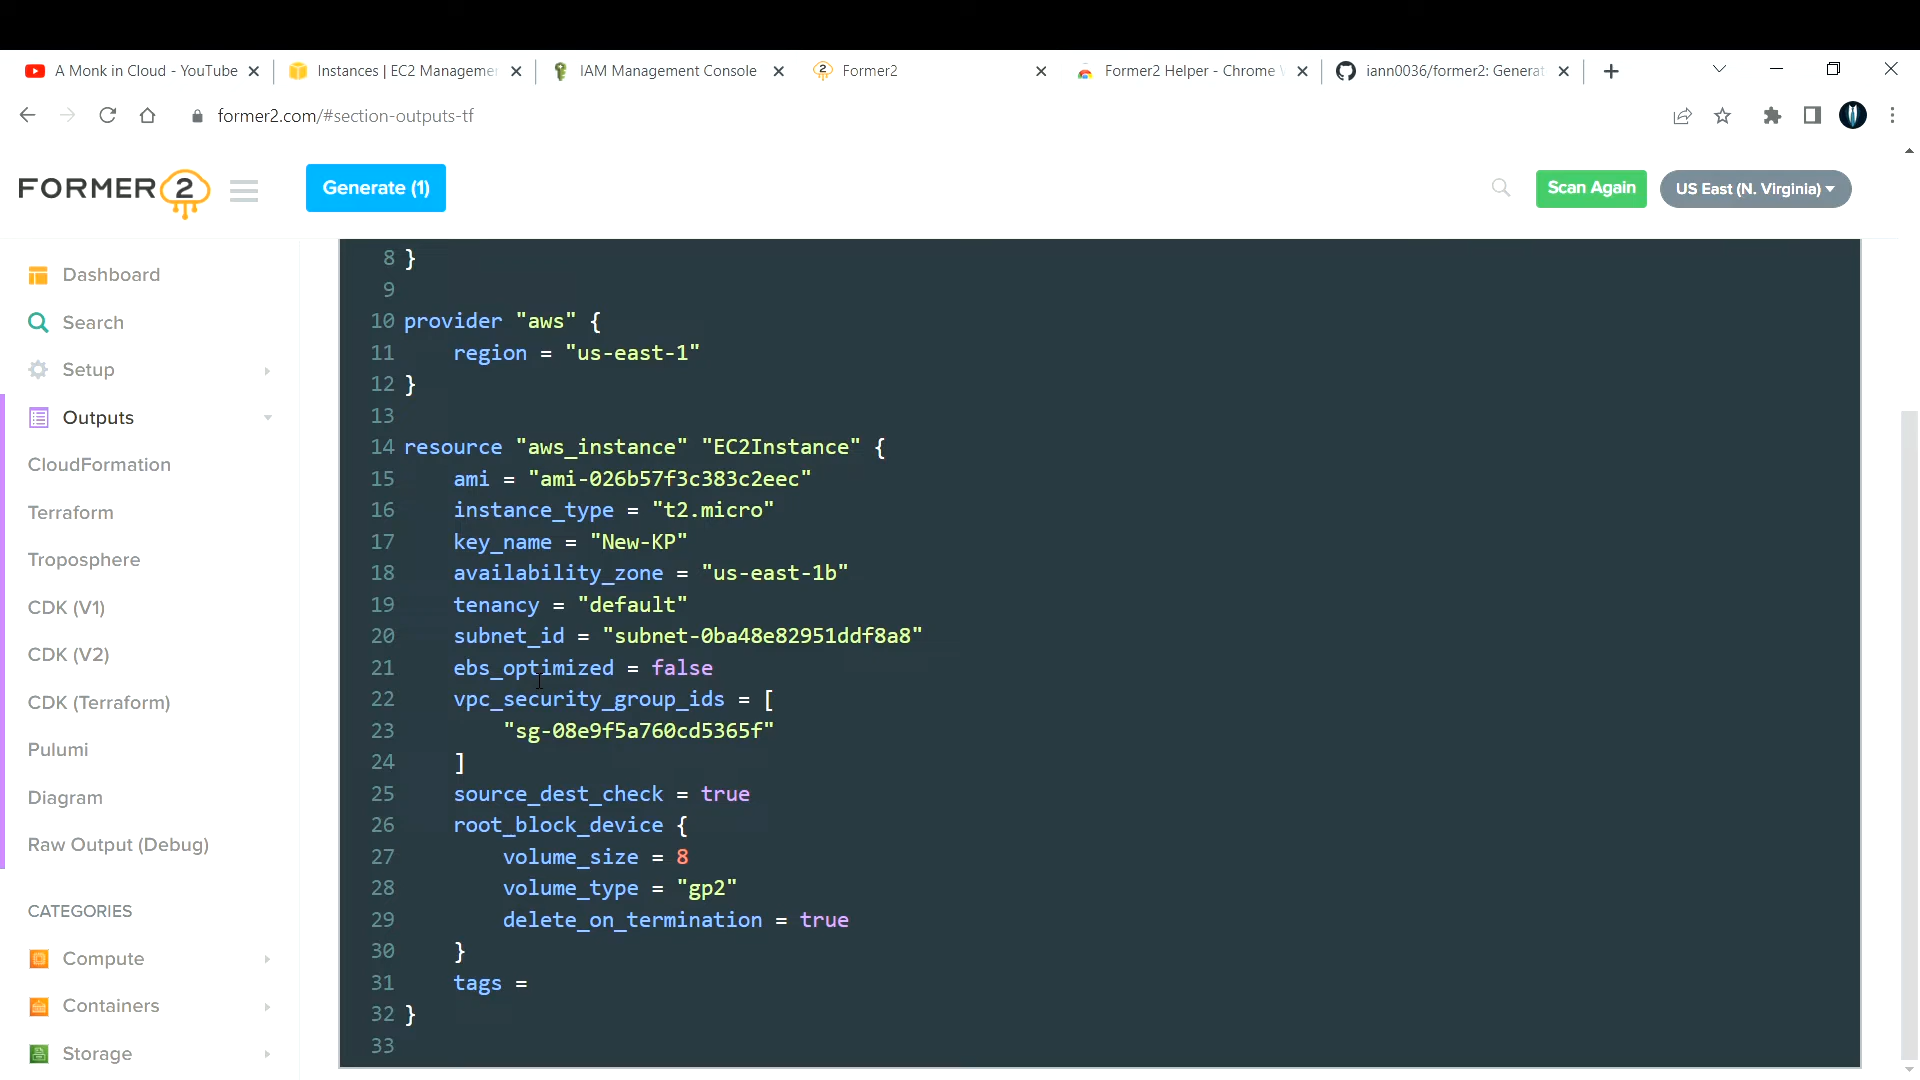 A Monk in Cloud - YouTube
Instances | EC2 Manageme
IAM Management Console
Former2
Former2 Helper - Chrome
iann0036/former2: Generat
former2.com/#section-outputs-tf
FORMER 2
Generate (1)
Scan Again
US East (N. Virginia)
Dashboard
Search
Setup
Outputs
CloudFormation
Terraform
Troposphere
CDK (V1)
CDK (V2)
CDK (Terraform)
Pulumi
Diagram
Raw Output (Debug)
CATEGORIES
Compute
Containers
Storage
8 }
9
10 provider "aws" {
11 region = "us-east-1"
12 }
13
14 resource "aws_instance" "EC2Instance" {
15 ami = "ami-026b57f3c383c2eec"
16 instance_type = "t2.micro"
17 key_name = "New-KP"
18 availability_zone = "us-east-1b"
19 tenancy = "default"
20 subnet_id = "subnet-0ba48e82951ddf8a8"
21 ebs_optimized = false
22 vpc_security_group_ids = [
23 "sg-08e9f5a760cd5365f"
24 ]
25 source_dest_check = true
26 root_block_device {
27 volume_size = 8
28 volume_type = "gp2"
29 delete_on_termination = true
30 }
31 tags =
32 }
33